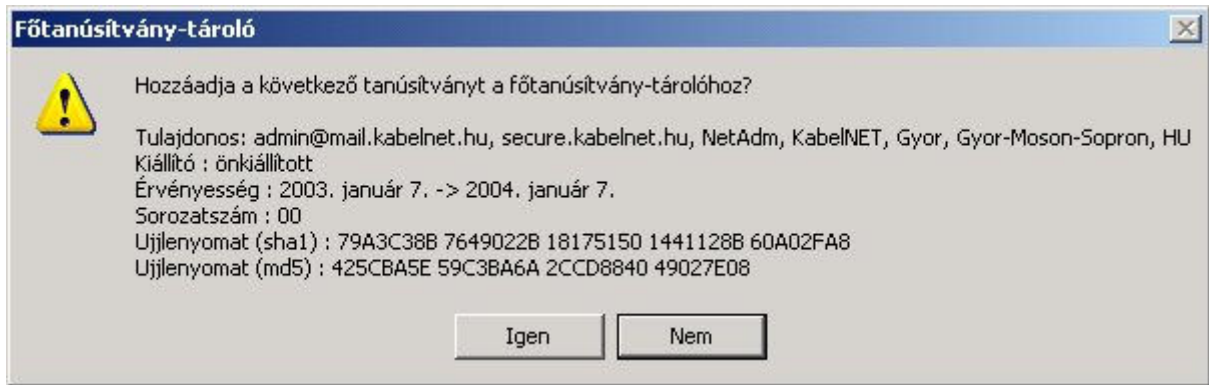 Főtanúsítvány-tároló
Hozzáadja a következő tanúsítványt a főtanúsítvány-tárolóhoz?
Tulajdonos: admin@mail.kabelnet.hu, secure.kabelnet.hu, NetAdm, KabelNET, Gyor, Gyor-Moson-Sopron, HU
Kiállító : önkiállított
Érvényesség : 2003. január 7. -> 2004. január 7.
Sorozatszám : 00
Ujjlenyomat (sha1) : 79A3C38B 7649022B 18175150 1441128B 60A02FA8
Ujjlenyomat (md5) : 425CBA5E 59C3BA6A 2CCD8840 49027E08
Igen Nem